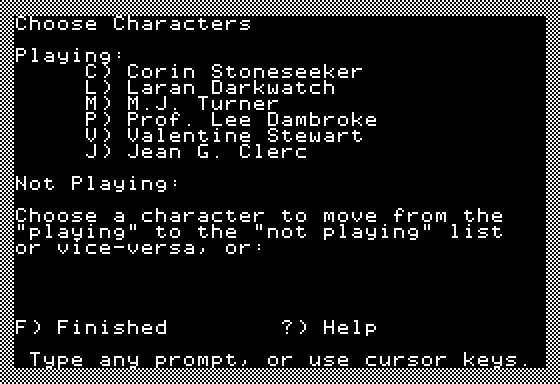 Choose Characters
Playing:
C) Corin Stoneseeker
L) Laran Darkwatch
M) M.J. Turner
P) Prof. Lee Dambroke
V) Valentine Stewart
J) Jean G. Clerc
Not Playing:
Choose a character to move from the
"playing" to the "not playing" list
or vice-versa, or:
F) Finished ?) Help
Type any prompt, or use cursor keys.